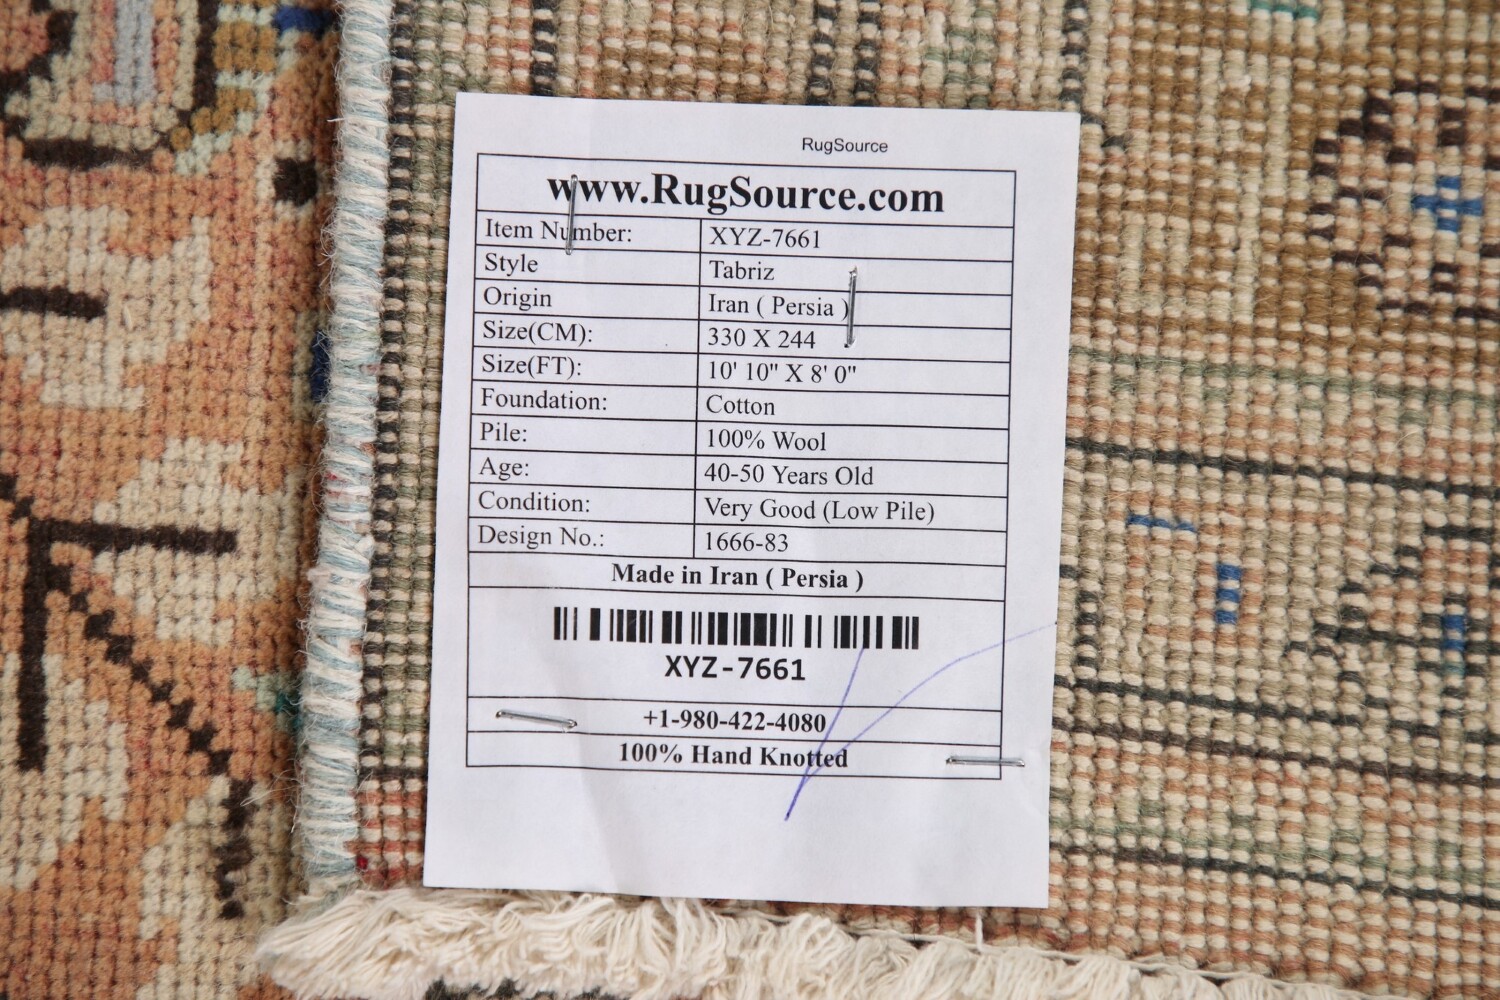 RugSource
www.RugSource.com
Item Number: XYZ-7661
Style Tabriz
Origin Iran ( Persia )
Size(CM): 330 X 244
Size(FT): 10' 10" X 8' 0"
Foundation: Cotton
Pile: 100% Wool
Age: 40-50 Years Old
Condition: Very Good (Low Pile)
Design No.: 1666-83
Made in Iran ( Persia )
XYZ-7661
+1-980-422-4080
100% Hand Knotted